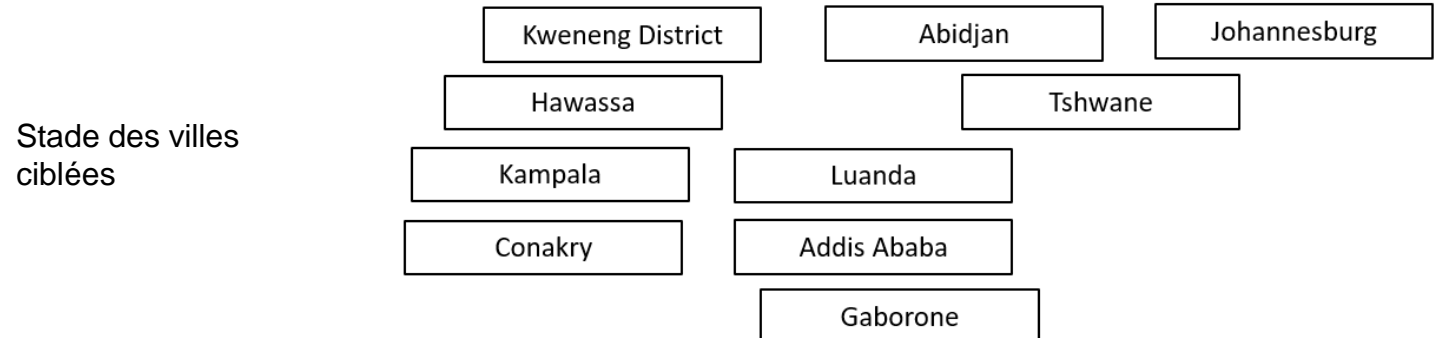 Kweneng District
Abidjan
Johannesburg
Hawassa
Tshwane
Stade des villes
ciblées
Kampala
Luanda
Conakry
Addis Ababa
Gaborone